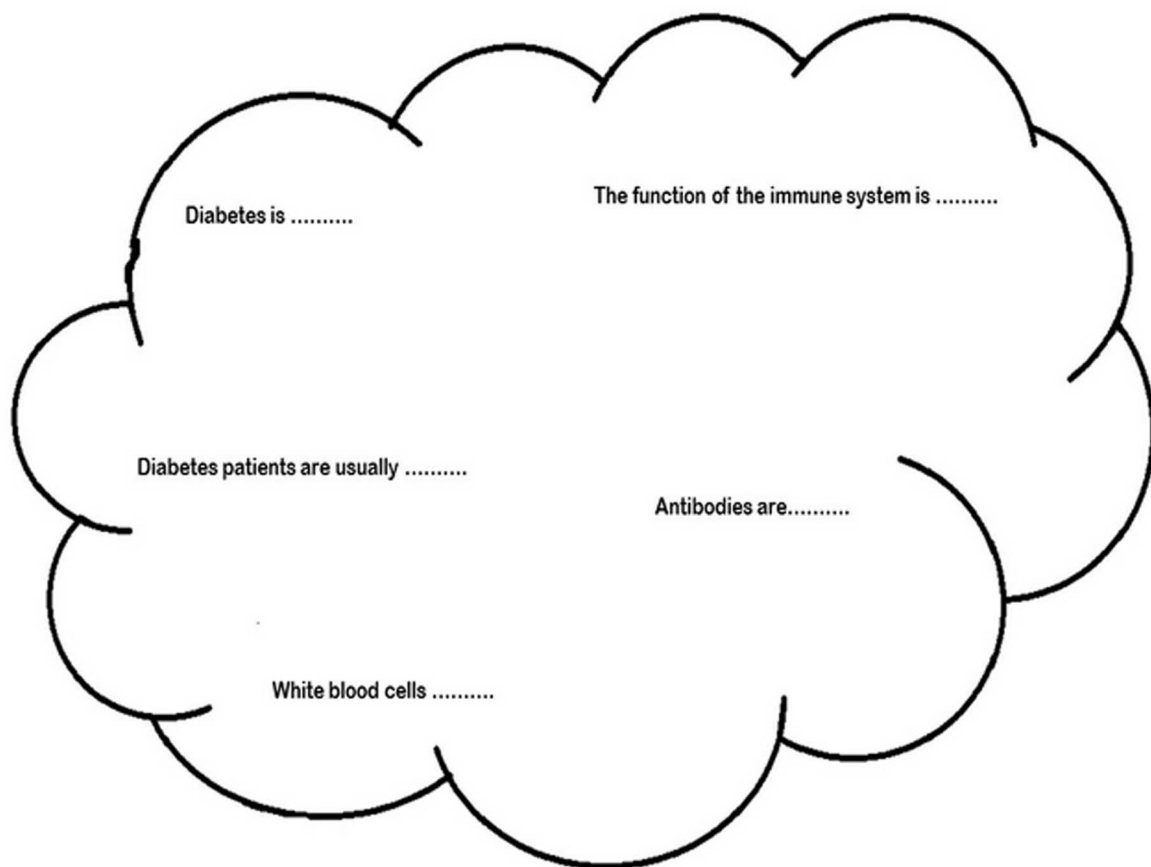 Diabetes is ..........
The function of the immune system is ..........
Diabetes patients are usually ..........
Antibodies are..........
White blood cells ..........